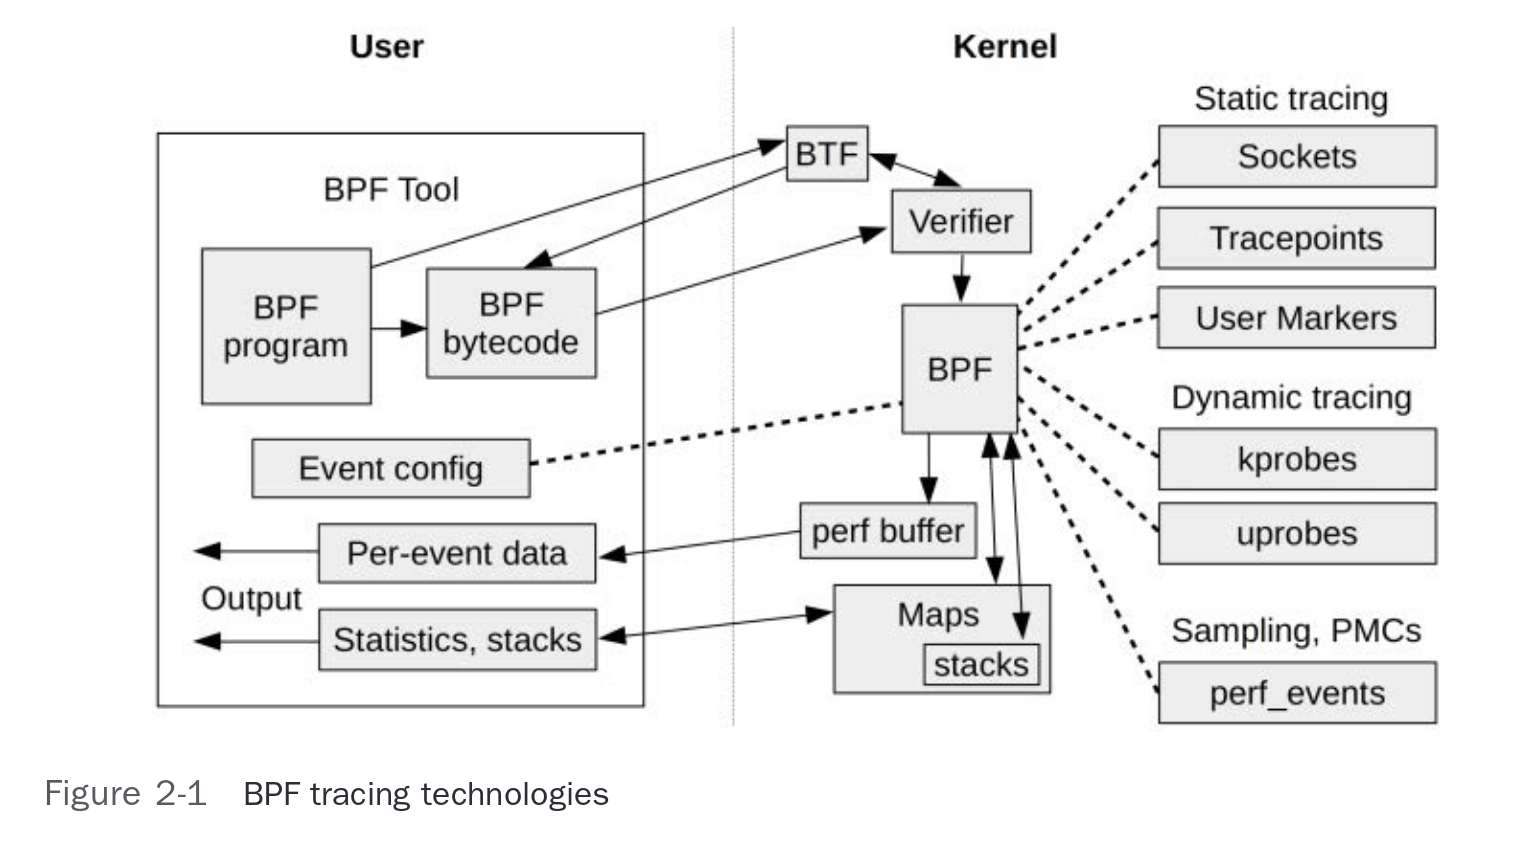 User
Kernel
Static tracing
BTF
Sockets
BPF Tool
Verifier
Tracepoints
BPF
program
BPF
bytecode
User Markers
BPF
Dynamic tracing
Event config
kprobes
Per-event data
perf buffer
uprobes
Output
Maps
Statistics, stacks
stacks
Sampling, PMCs
perf_events
Figure 2-1 BPF tracing technologies